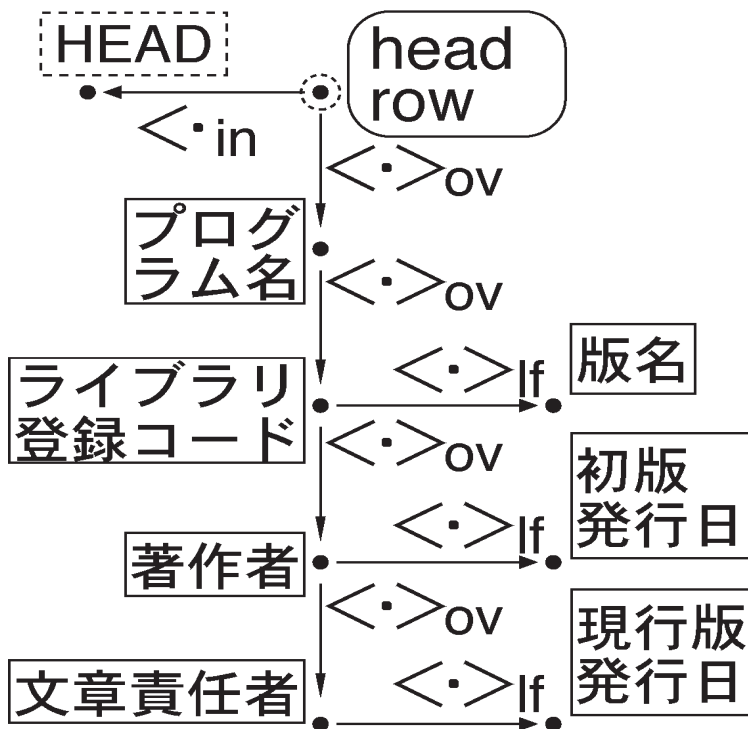 HEAD
head
row
<・in
<・>ov
プログ
ラム名
<・>ov
<・>lf
版名
ライブラリ
登録コード
<・>ov
初版
発行日
<・>lf
著作者
<・>ov
現行版
発行日
<・>lf
文章責任者